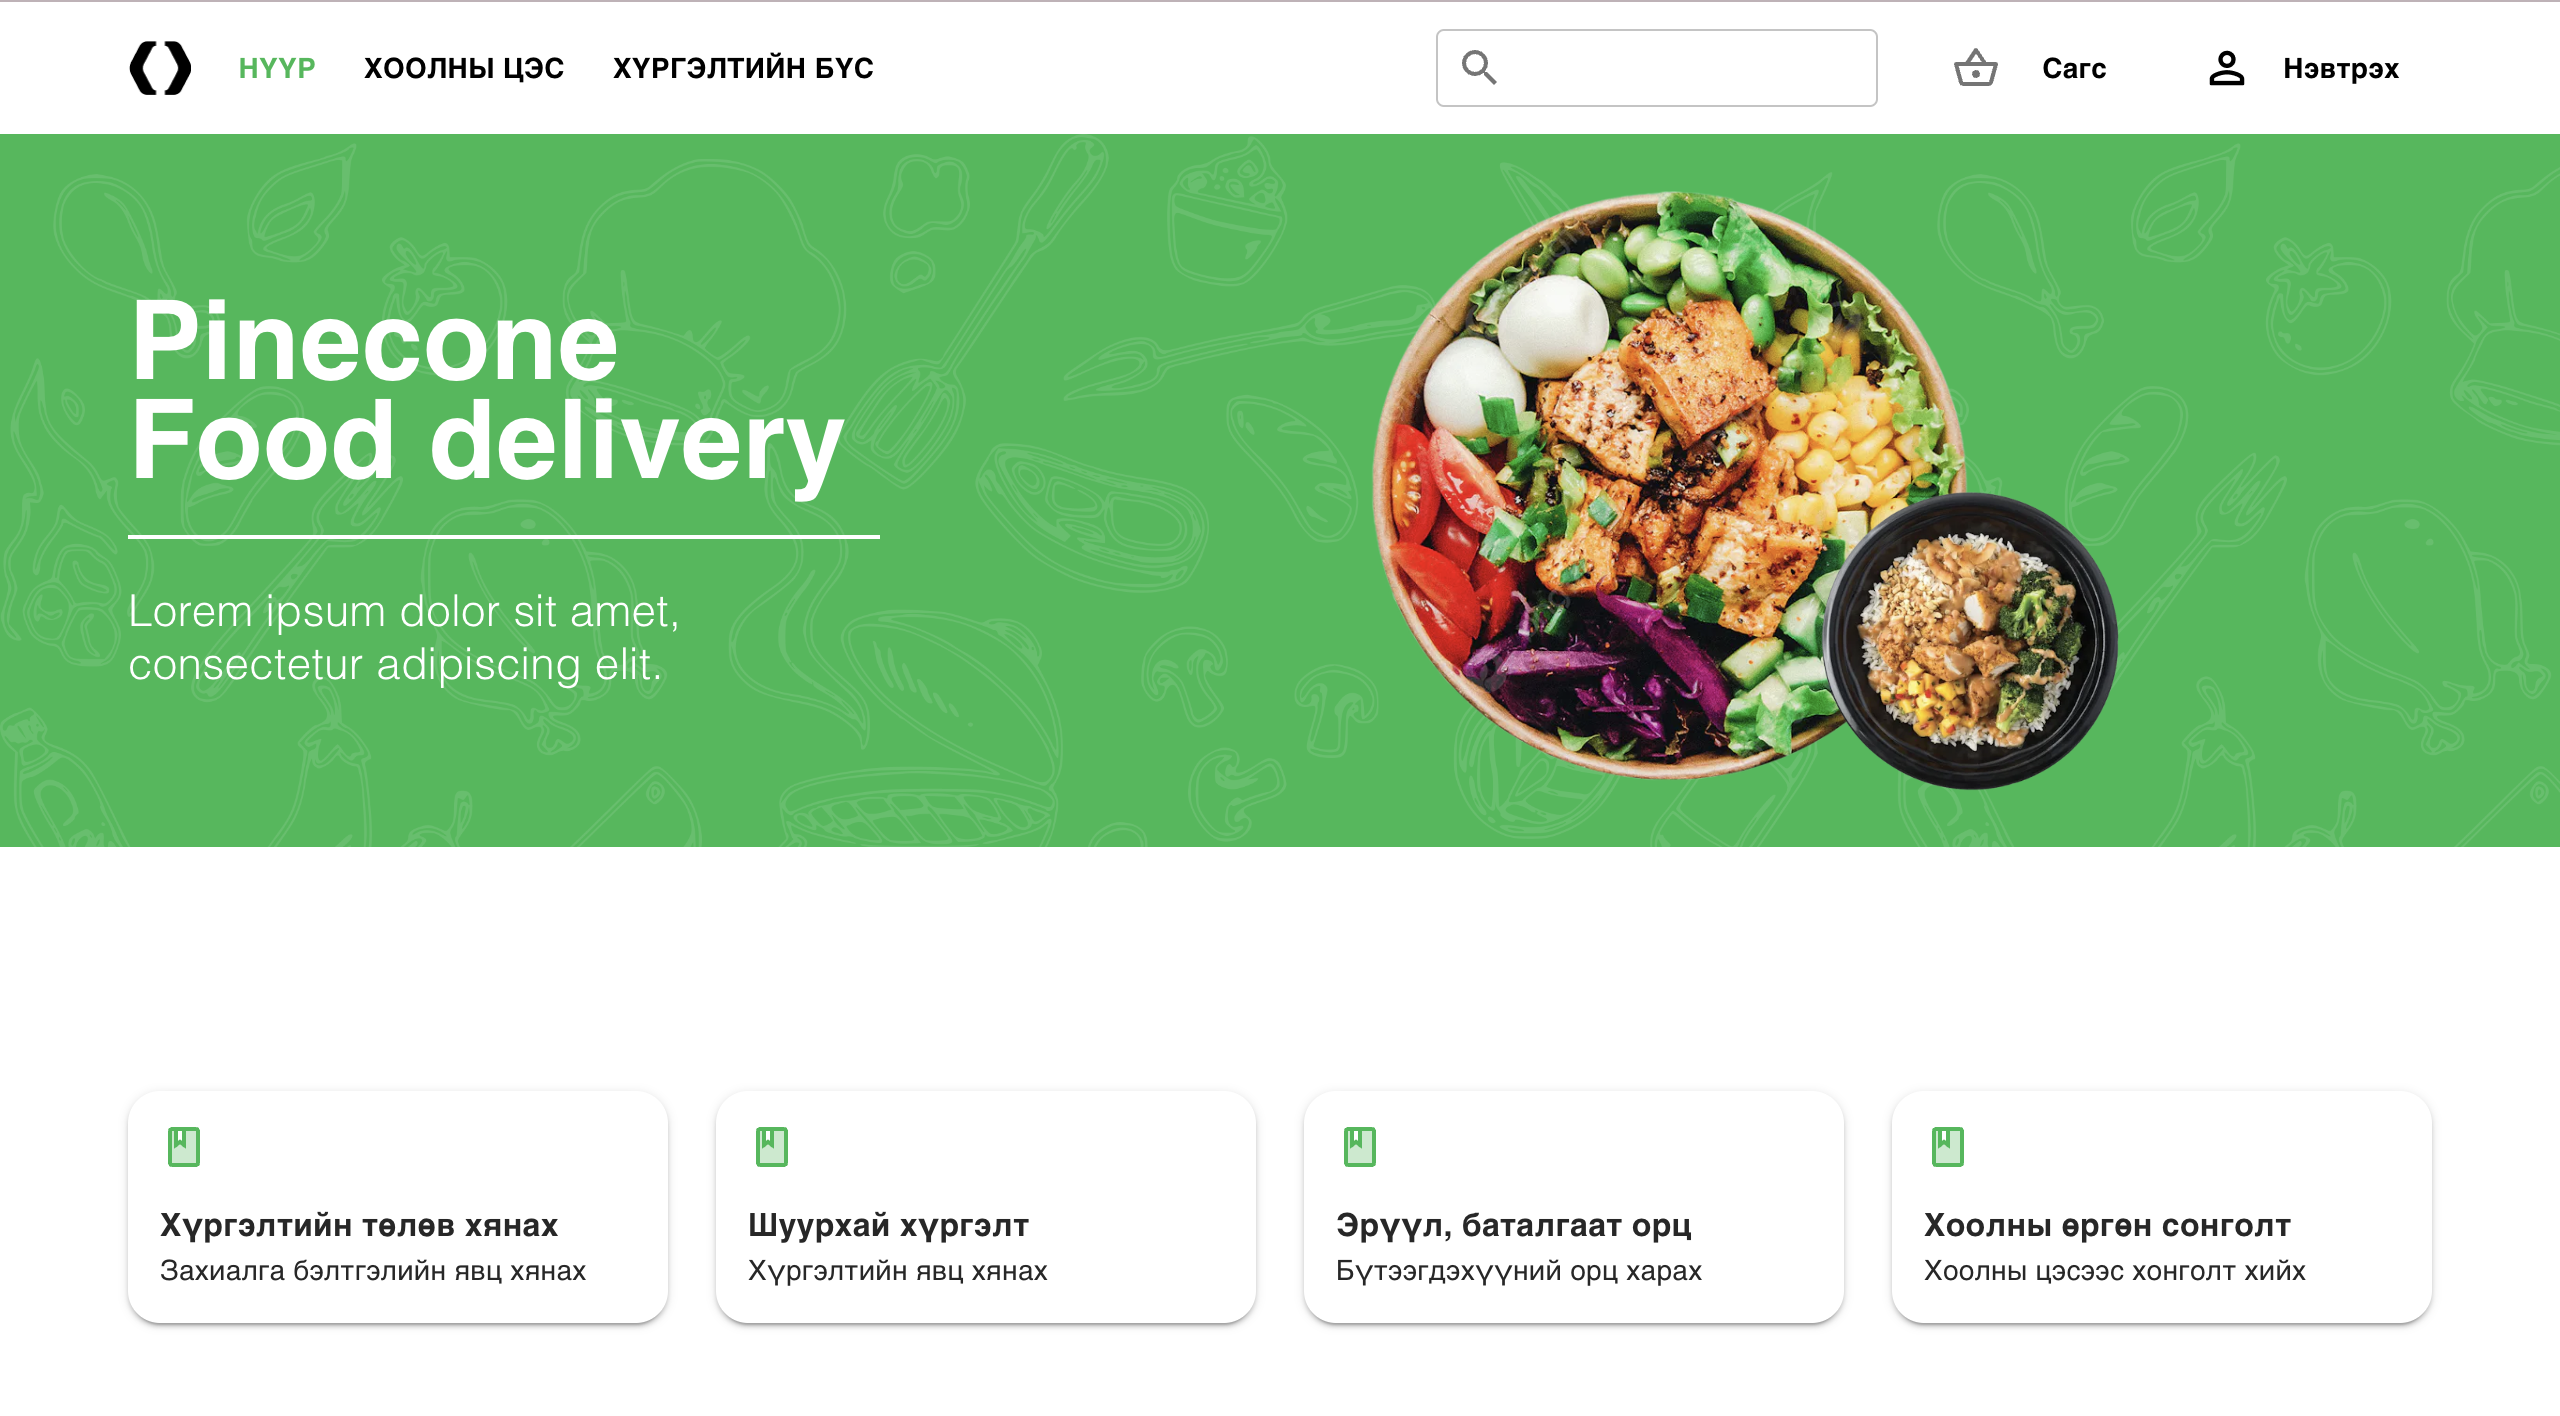 НҮҮР ХООЛНЫ ЦЭС ХҮРГЭЛТИЙН БҮС Сагс Нэвтрэх
Pinecone
Food delivery
Lorem ipsum dolor sit amet,
consectetur adipiscing elit.
Хүргэлтийн төлөв хянах
Захиалга бэлтгэлийн явц хянах
Шуурхай хүргэлт
Хүргэлтийн явц хянах
Эрүүл, баталгаат орц
Бүтээгдэхүүний орц харах
Хоолны өргөн сонголт
Хоолны цэсээс хонголт хийх